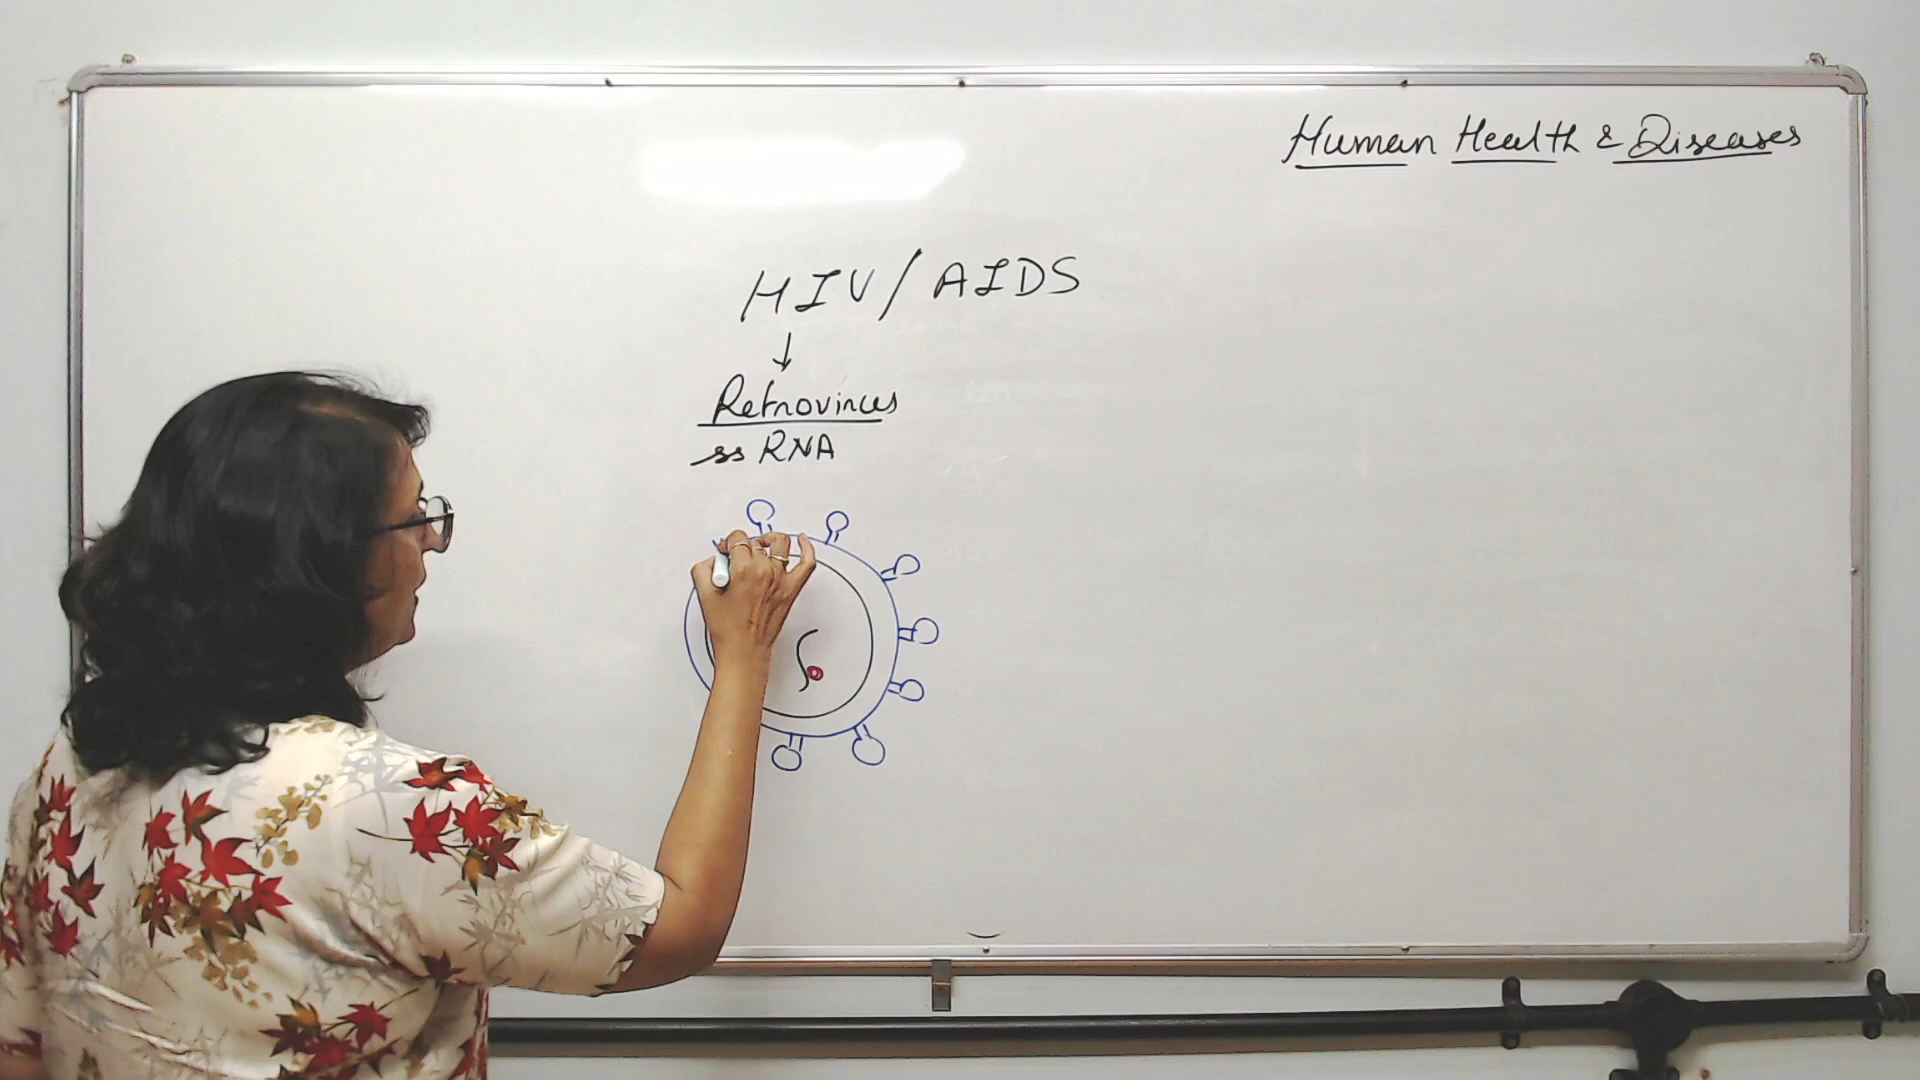 Human Health & Diseases
HIV/AIDS
↓
Retrovirus
ss RNA